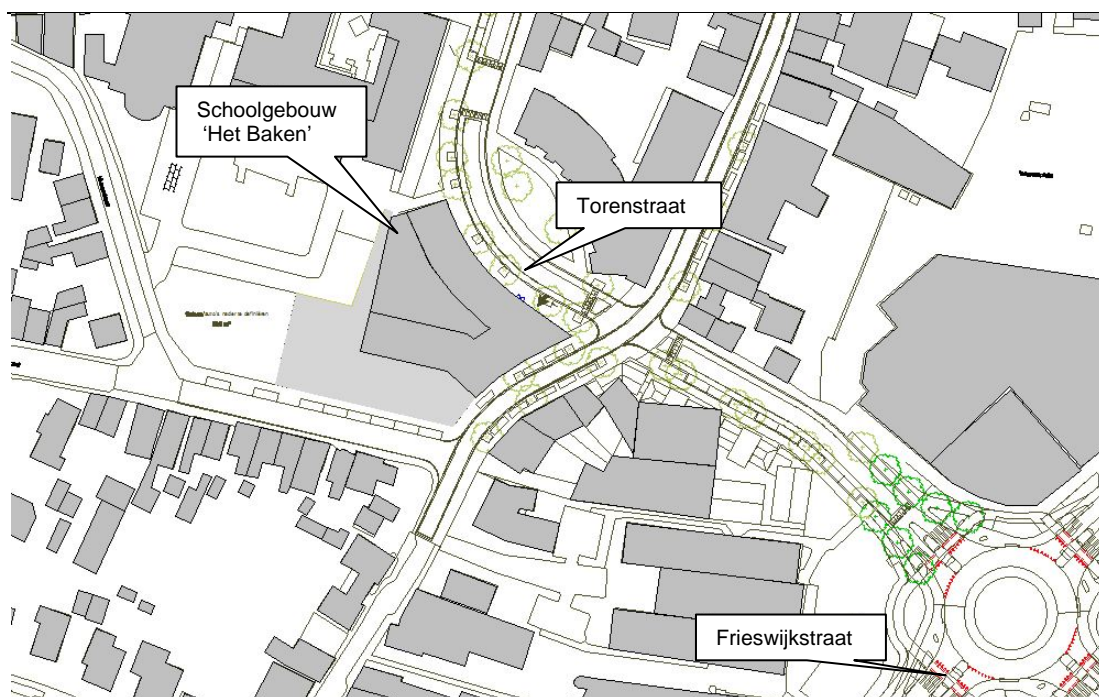 Schoolgebouw
‘Het Baken’
Torenstraat
Frieswijkstraat